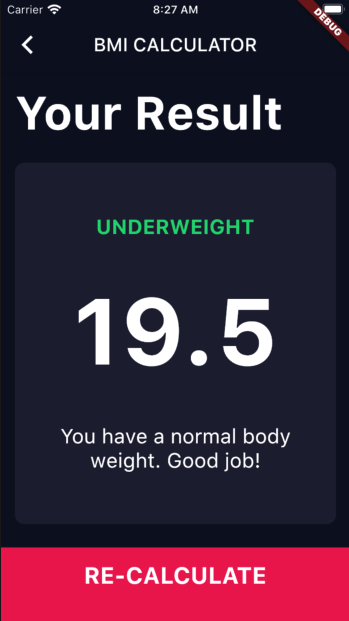 Carrier 8:27 AM
DEBUG
BMI CALCULATOR
Your Result
UNDERWEIGHT
19.5
You have a normal body
weight. Good job!
RE-CALCULATE